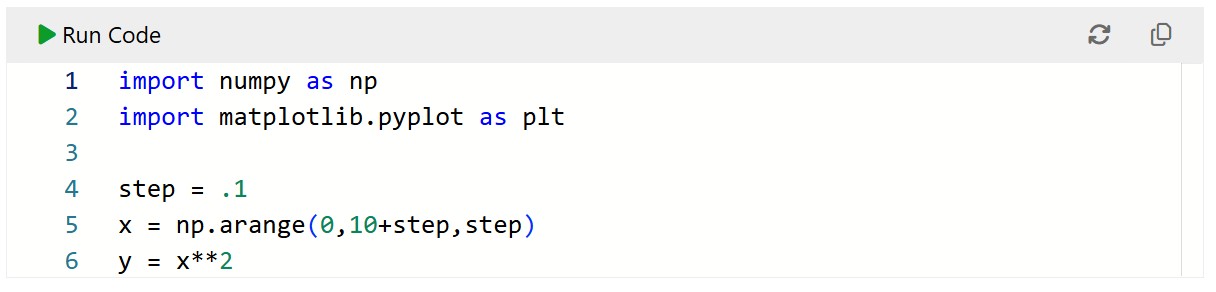 Run Code
1 import numpy as np
2 import matplotlib.pyplot as plt
3
4 step = .1
5 x = np.arange(0,10+step,step)
6 y = x**2